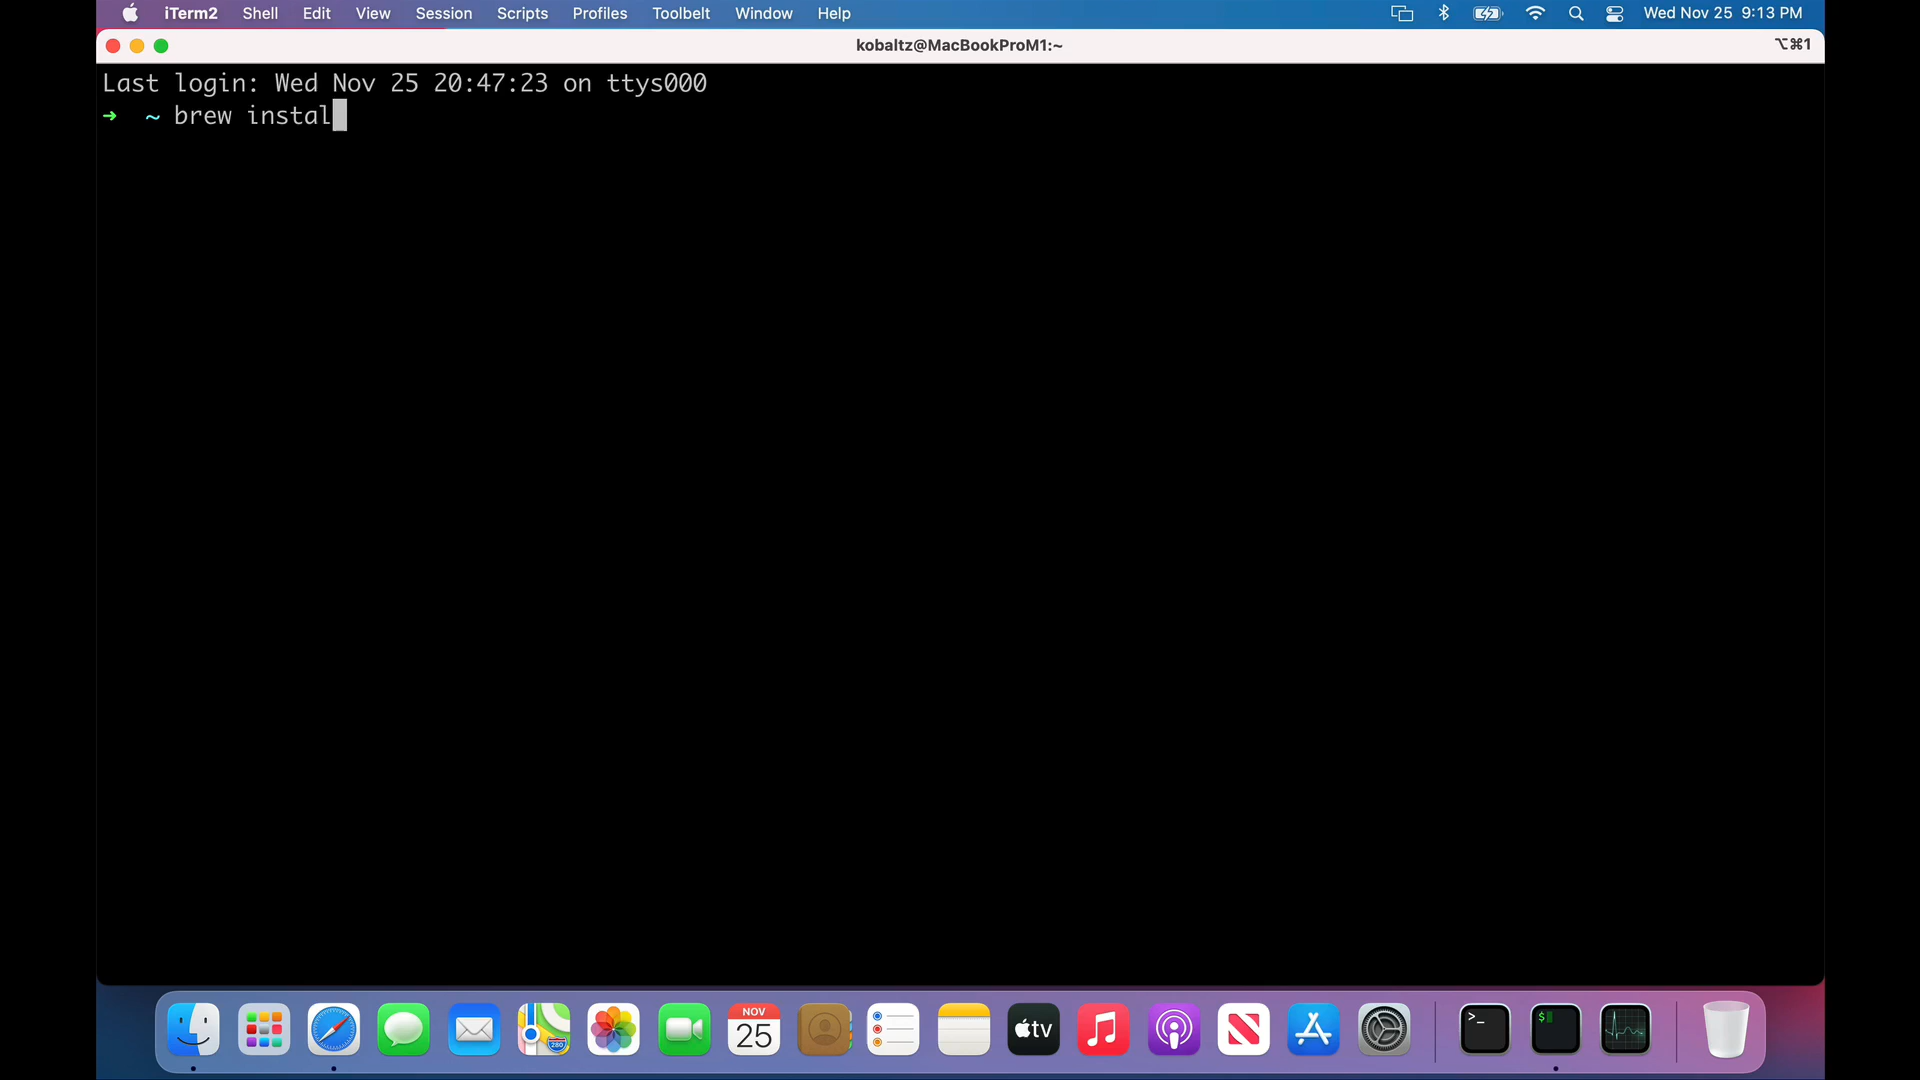 iTerm2 Shell Edit View Session Scripts Profiles Toolbelt Window Help Wed Nov 25 9:13 PM
kobaltz@MacBookProM1:~ ⌥⌘1
Last login: Wed Nov 25 20:47:23 on ttys000
➜ ~ brew instal
NOV
25
280
tv
>_
$